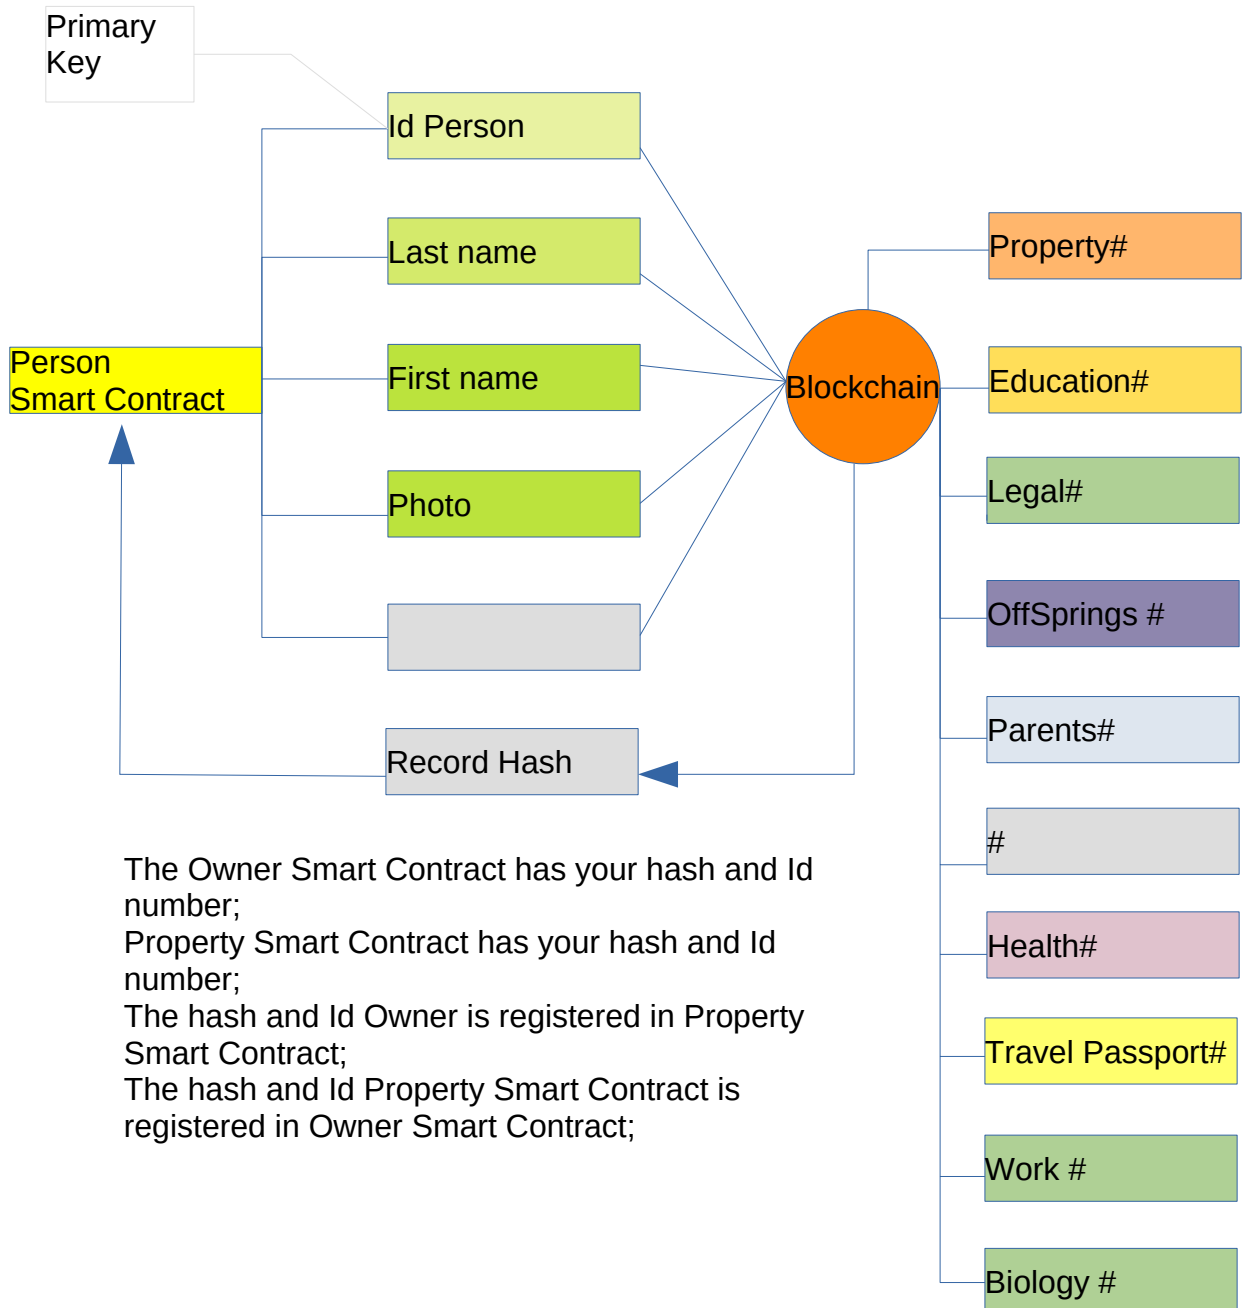 Primary
Key
Id Person
Last name
First name
Photo
Person
Smart Contract
Record Hash
Blockchain
Property#
Education#
Legal#
OffSprings #
Parents#
#
Health#
Travel Passport#
Work #
Biology #
The Owner Smart Contract has your hash and Id
number;
Property Smart Contract has your hash and Id
number;
The hash and Id Owner is registered in Property
Smart Contract;
The hash and Id Property Smart Contract is
registered in Owner Smart Contract;